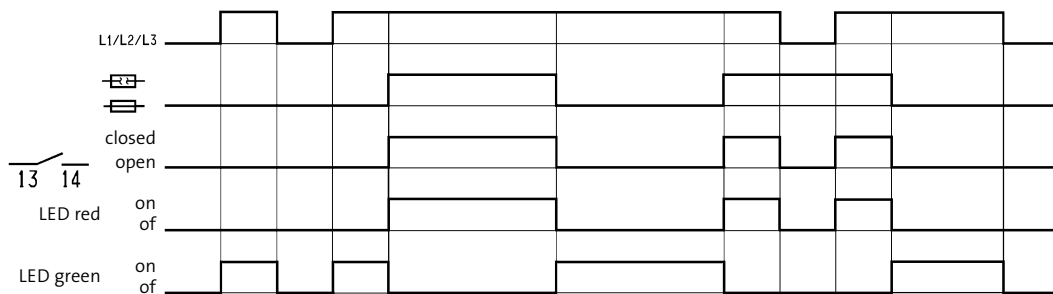 L1/L2/L3
closed
open
13 14
LED red on
of
LED green on
of